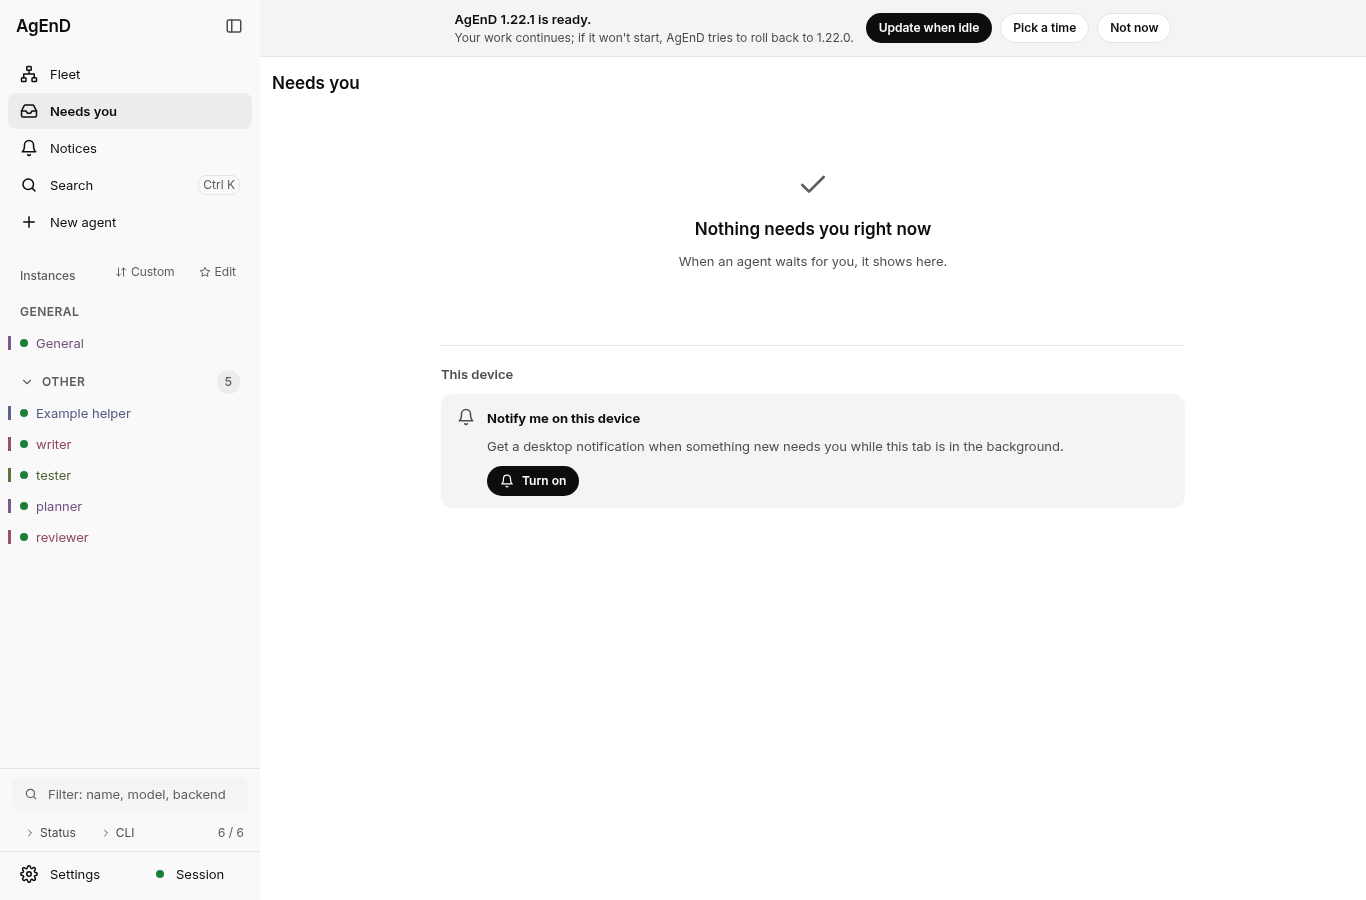 AgEnD
Fleet
Needs you
Notices
Search
Ctrl K
New agent
Instances
Custom
Edit
GENERAL
General
OTHER
5
Example helper
writer
tester
planner
reviewer
Filter: name, model, backend
Status
CLI
6 / 6
Settings
Session
AgEnD 1.22.1 is ready.
Your work continues; if it won't start, AgEnD tries to roll back to 1.22.0.
Update when idle
Pick a time
Not now
Needs you
Nothing needs you right now
When an agent waits for you, it shows here.
This device
Notify me on this device
Get a desktop notification when something new needs you while this tab is in the background.
Turn on